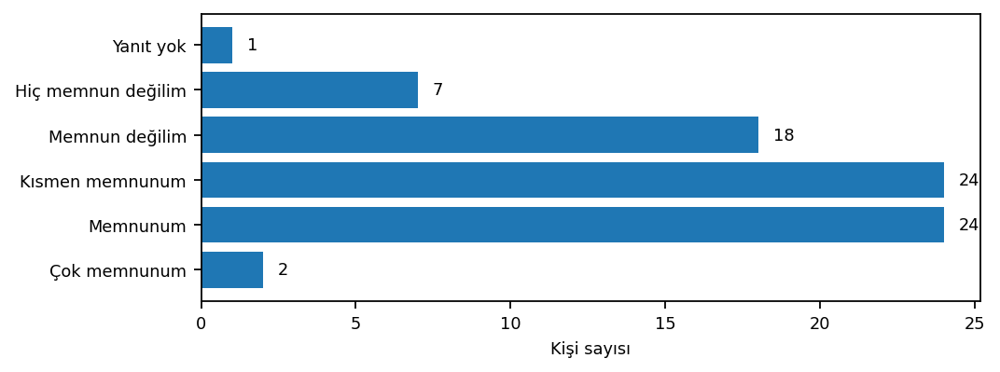 Yanıt yok 1
Hiç memnun değilim 7
Memnun değilim 18
Kısmen memnunum 24
Memnunum 24
Çok memnunum 2
0 5 10 15 20 25
Kişi sayısı